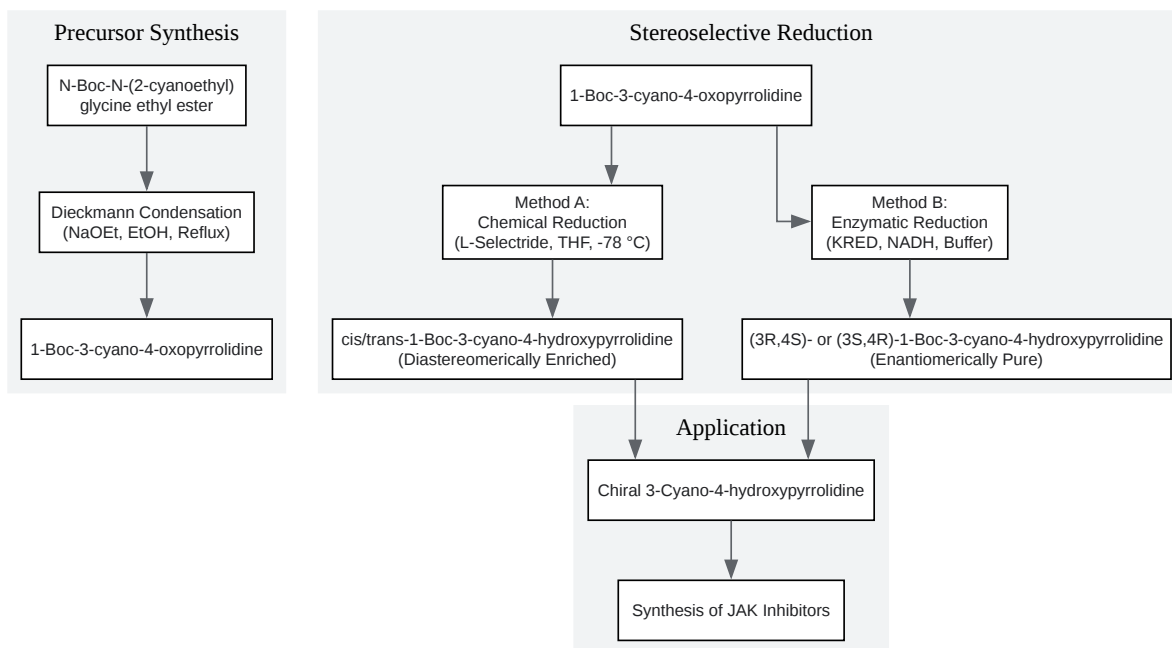 Precursor Synthesis
N-Boc-N-(2-cyanoethyl)
glycine ethyl ester
Dieckmann Condensation
(NaOEt, EtOH, Reflux)
1-Boc-3-cyano-4-oxopyrrolidine
Stereoselective Reduction
1-Boc-3-cyano-4-oxopyrrolidine
Method A:
Chemical Reduction
(L-Selectride, THF, -78 °C)
Method B:
Enzymatic Reduction
(KRED, NADH, Buffer)
cis/trans-1-Boc-3-cyano-4-hydroxypyrrolidine
(Diastereomerically Enriched)
(3R,4S)- or (3S,4R)-1-Boc-3-cyano-4-hydroxypyrrolidine
(Enantiomerically Pure)
Application
Chiral 3-Cyano-4-hydroxypyrrolidine
Synthesis of JAK Inhibitors